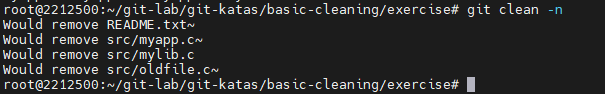 root@2212500:~/git-lab/git-katas/basic-cleaning/exercise# git clean -n
Would remove README.txt~
Would remove src/myapp.c~
Would remove src/mylib.c
Would remove src/oldfile.c~
root@2212500:~/git-lab/git-katas/basic-cleaning/exercise#